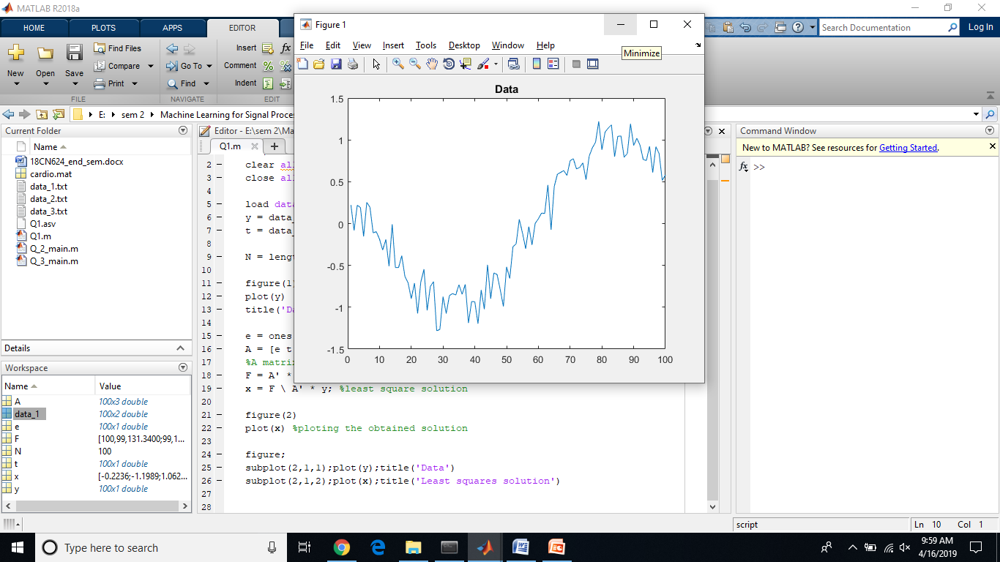 MATLAB R2018a
HOME PLOTS APPS EDITOR
Search Documentation
Log In
New Open Save
Find Files
Compare
Print
Go To
Find
Insert
Comment
Indent
fx
FILE NAVIGATE EDIT
E: sem 2 Machine Learning for Signal
Current Folder
Name
18CN624_end_sem.docx
cardio.mat
data_1.txt
data_2.txt
data_3.txt
Q1.asv
Q1.m
Q_2_main.m
Q_3_main.m
Details
Workspace
Name Value
A 100x3 double
data_1 100x2 double
e 100x1 double
F [100,99,131.3400;99,1...
N 100
t 100x1 double
x [-0.2236;-1.1989;1.062...
y 100x1 double
Editor - E:\sem 2\Ma
Q1.m
2 clear all
3 close all
4
5 load data
6 y = data_
7 t = data_
8
9 N = leng
10
11 figure(1
12 plot(y)
13 title('Da
14
15 e = ones
16 A = [e t
17 %A matri
18 F = A' *
19 x = F \ A' * y; %least square solution
20
21 figure(2)
22 plot(x) %ploting the obtained solution
23
24 figure;
25 subplot(2,1,1);plot(y);title('Data')
26 subplot(2,1,2);plot(x);title('Least squares solution')
27
28
Figure 1
File Edit View Insert Tools Desktop Window Help
Minimize
Data
1.5
1
0.5
0
-0.5
-1
-1.5
0 10 20 30 40 50 60 70 80 90 100
Command Window
New to MATLAB? See resources for Getting Started.
fx >>
script
Ln 10 Col 1
Type here to search
9:59 AM
4/16/2019